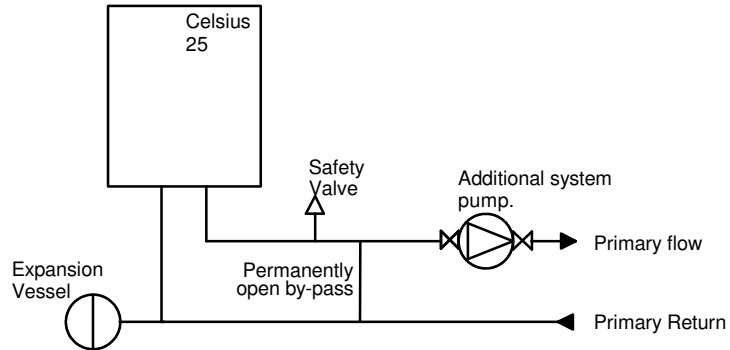 Celsius
25
Safety
Valve
Additional system
pump.
Primary flow
Permanently
open by-pass
Expansion
Vessel
Primary Return